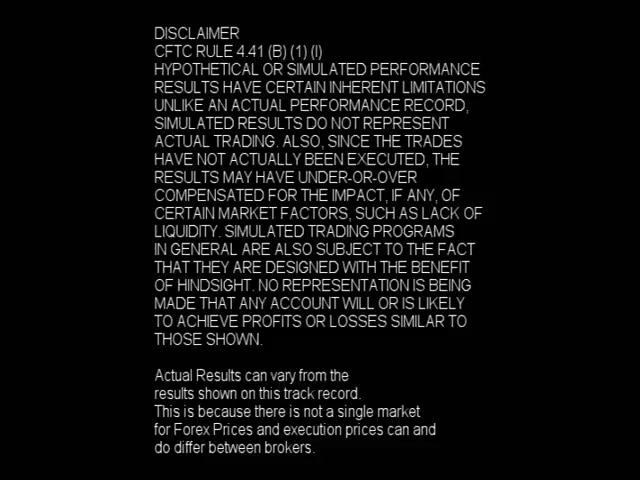 DISCLAIMER
CFTC RULE 4.41 (B) (1) (I)
HYPOTHETICAL OR SIMULATED PERFORMANCE
RESULTS HAVE CERTAIN INHERENT LIMITATIONS
UNLIKE AN ACTUAL PERFORMANCE RECORD,
SIMULATED RESULTS DO NOT REPRESENT
ACTUAL TRADING. ALSO, SINCE THE TRADES
HAVE NOT ACTUALLY BEEN EXECUTED, THE
RESULTS MAY HAVE UNDER-OR-OVER
COMPENSATED FOR THE IMPACT, IF ANY, OF
CERTAIN MARKET FACTORS, SUCH AS LACK OF
LIQUIDITY. SIMULATED TRADING PROGRAMS
IN GENERAL ARE ALSO SUBJECT TO THE FACT
THAT THEY ARE DESIGNED WITH THE BENEFIT
OF HINDSIGHT. NO REPRESENTATION IS BEING
MADE THAT ANY ACCOUNT WILL OR IS LIKELY
TO ACHIEVE PROFITS OR LOSSES SIMILAR TO
THOSE SHOWN.
Actual Results can vary from the
results shown on this track record.
This is because there is not a single market
for Forex Prices and execution prices can and
do differ between brokers.